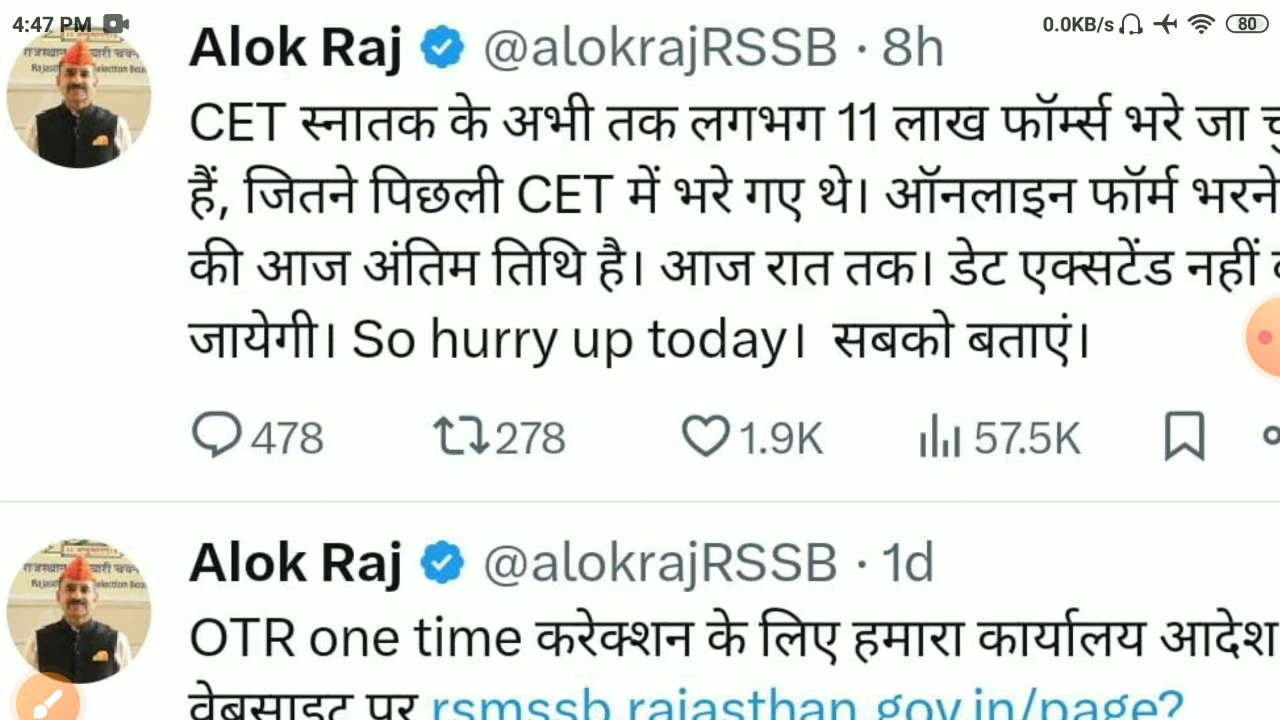 4:47 PM 0.0KB/s 80
Alok Raj @alokrajRSSB · 8h
CET स्नातक के अभी तक लगभग 11 लाख फॉर्म्स भरे जा
हैं, जितने पिछली CET में भरे गए थे। ऑनलाइन फॉर्म भरने
की आज अंतिम तिथि है। आज रात तक। डेट एक्सटेंड नहीं
जायेगी। So hurry up today। सबको बताएं।
478 278 1.9K 57.5K
Alok Raj @alokrajRSSB · 1d
OTR one time करेक्शन के लिए हमारा कार्यालय आदेश
वेबसाइट पर rsmssb.rajasthan.gov.in/page?